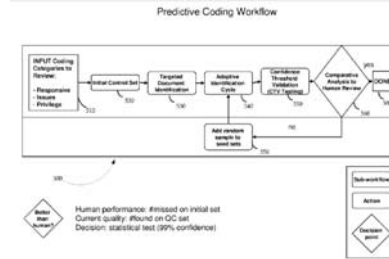 Predictive Coding Workflow
INPUT Coding
Categories to
Review:
- Responsive
- Issues
- Privilege
Initial Control Set
Targeted
Document
Identification
Adaptive
Identification
Cycle
Confidence
Threshold
Validation
(CTV Testing)
Comparative
Analysis to
Human Review
yes
DONE
no
Add random
sample to
seed sets
Better
than
human?
Human performance: #missed on initial set
Current quality: #found on QC set
Decision: statistical test (99% confidence)
Sub-workflow
Action
Decision
point